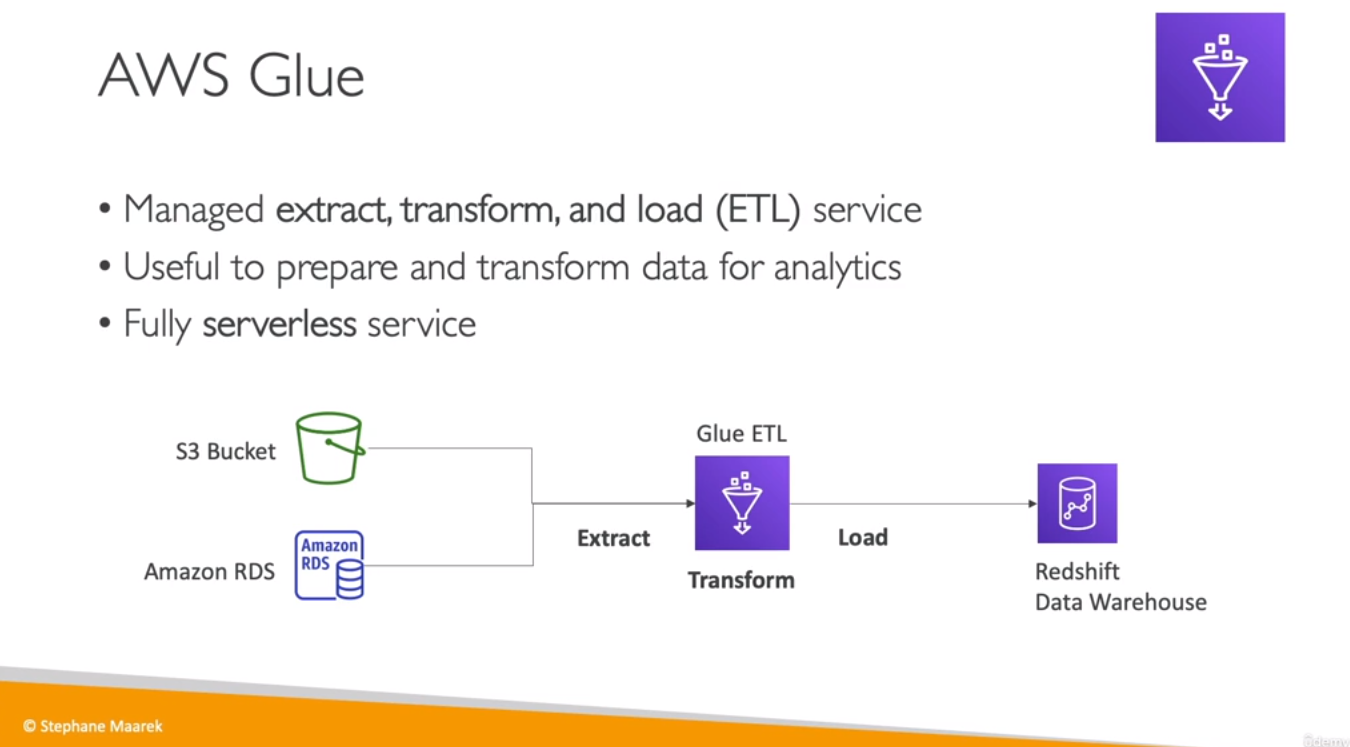 AWS Glue
• Managed extract, transform, and load (ETL) service
• Useful to prepare and transform data for analytics
• Fully serverless service
Glue ETL
S3 Bucket
Amazon
RDS
Amazon RDS
Extract
Load
Transform
Redshift
Data Warehouse
© Stephane Maarek
ûdemy